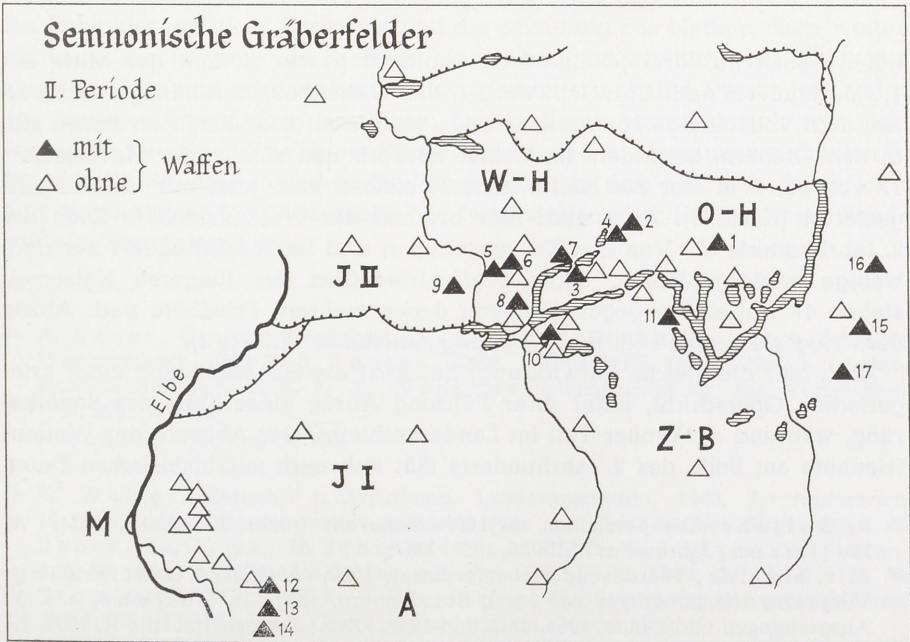 Semnonische Gräberfelder
II. Periode
mit
ohne } Waffen
W-H
O-H
4 2
1
7
5 6
16
J II
3
9
8
11
15
10
17
Elbe
Z-B
J I
M
12
A
13
14